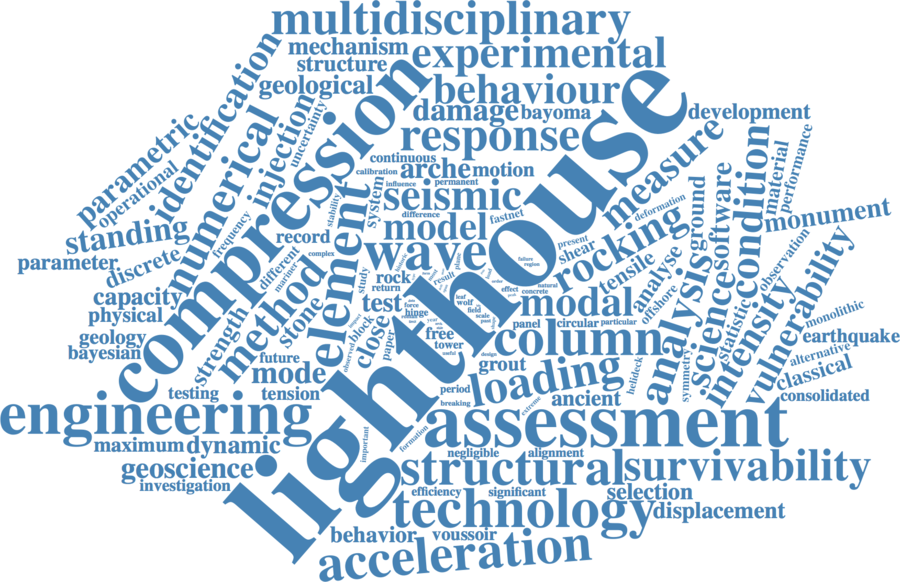 multidisciplinary
mechanism
experimental
structure
geological
behaviour
identification
damage
bayoma
development
parametric
operational
numerical
injection
uncertainty
compression
response
lighthouse
measure
continuous
calibration
arche
motion
influence
permanent
seismic
difference
fastnet
model
deformation
condition
material
performance
monument
standing
parameter
discrete
frequency
record
stability
system
element
wave
different
mariner
complex
method
rock
return
study
test
result
present
shear
rocking
failure
region
tensile
ground
software
analyse
offshore
observation
vulnerability
capacity
physical
geology
bayesian
strength
stone
block
observed
close
paper
force
hinge
free
tower
useful
leaf
wolf
field
scale
effect
concrete
natural
modal
panel
circular
particular
column
design
analysis
science
statistic
intensity
monolithic
earthquake
alternative
classical
consolidated
future
mode
tension
testing
grout
loading
period
breaking
extreme
ancient
helideck
symmetry
engineering
assessment
maximum
dynamic
important
formation
geoscience
investigation
negligible
alignment
structural
survivability
efficiency
significant
selection
technology
displacement
behavior
voussoir
acceleration